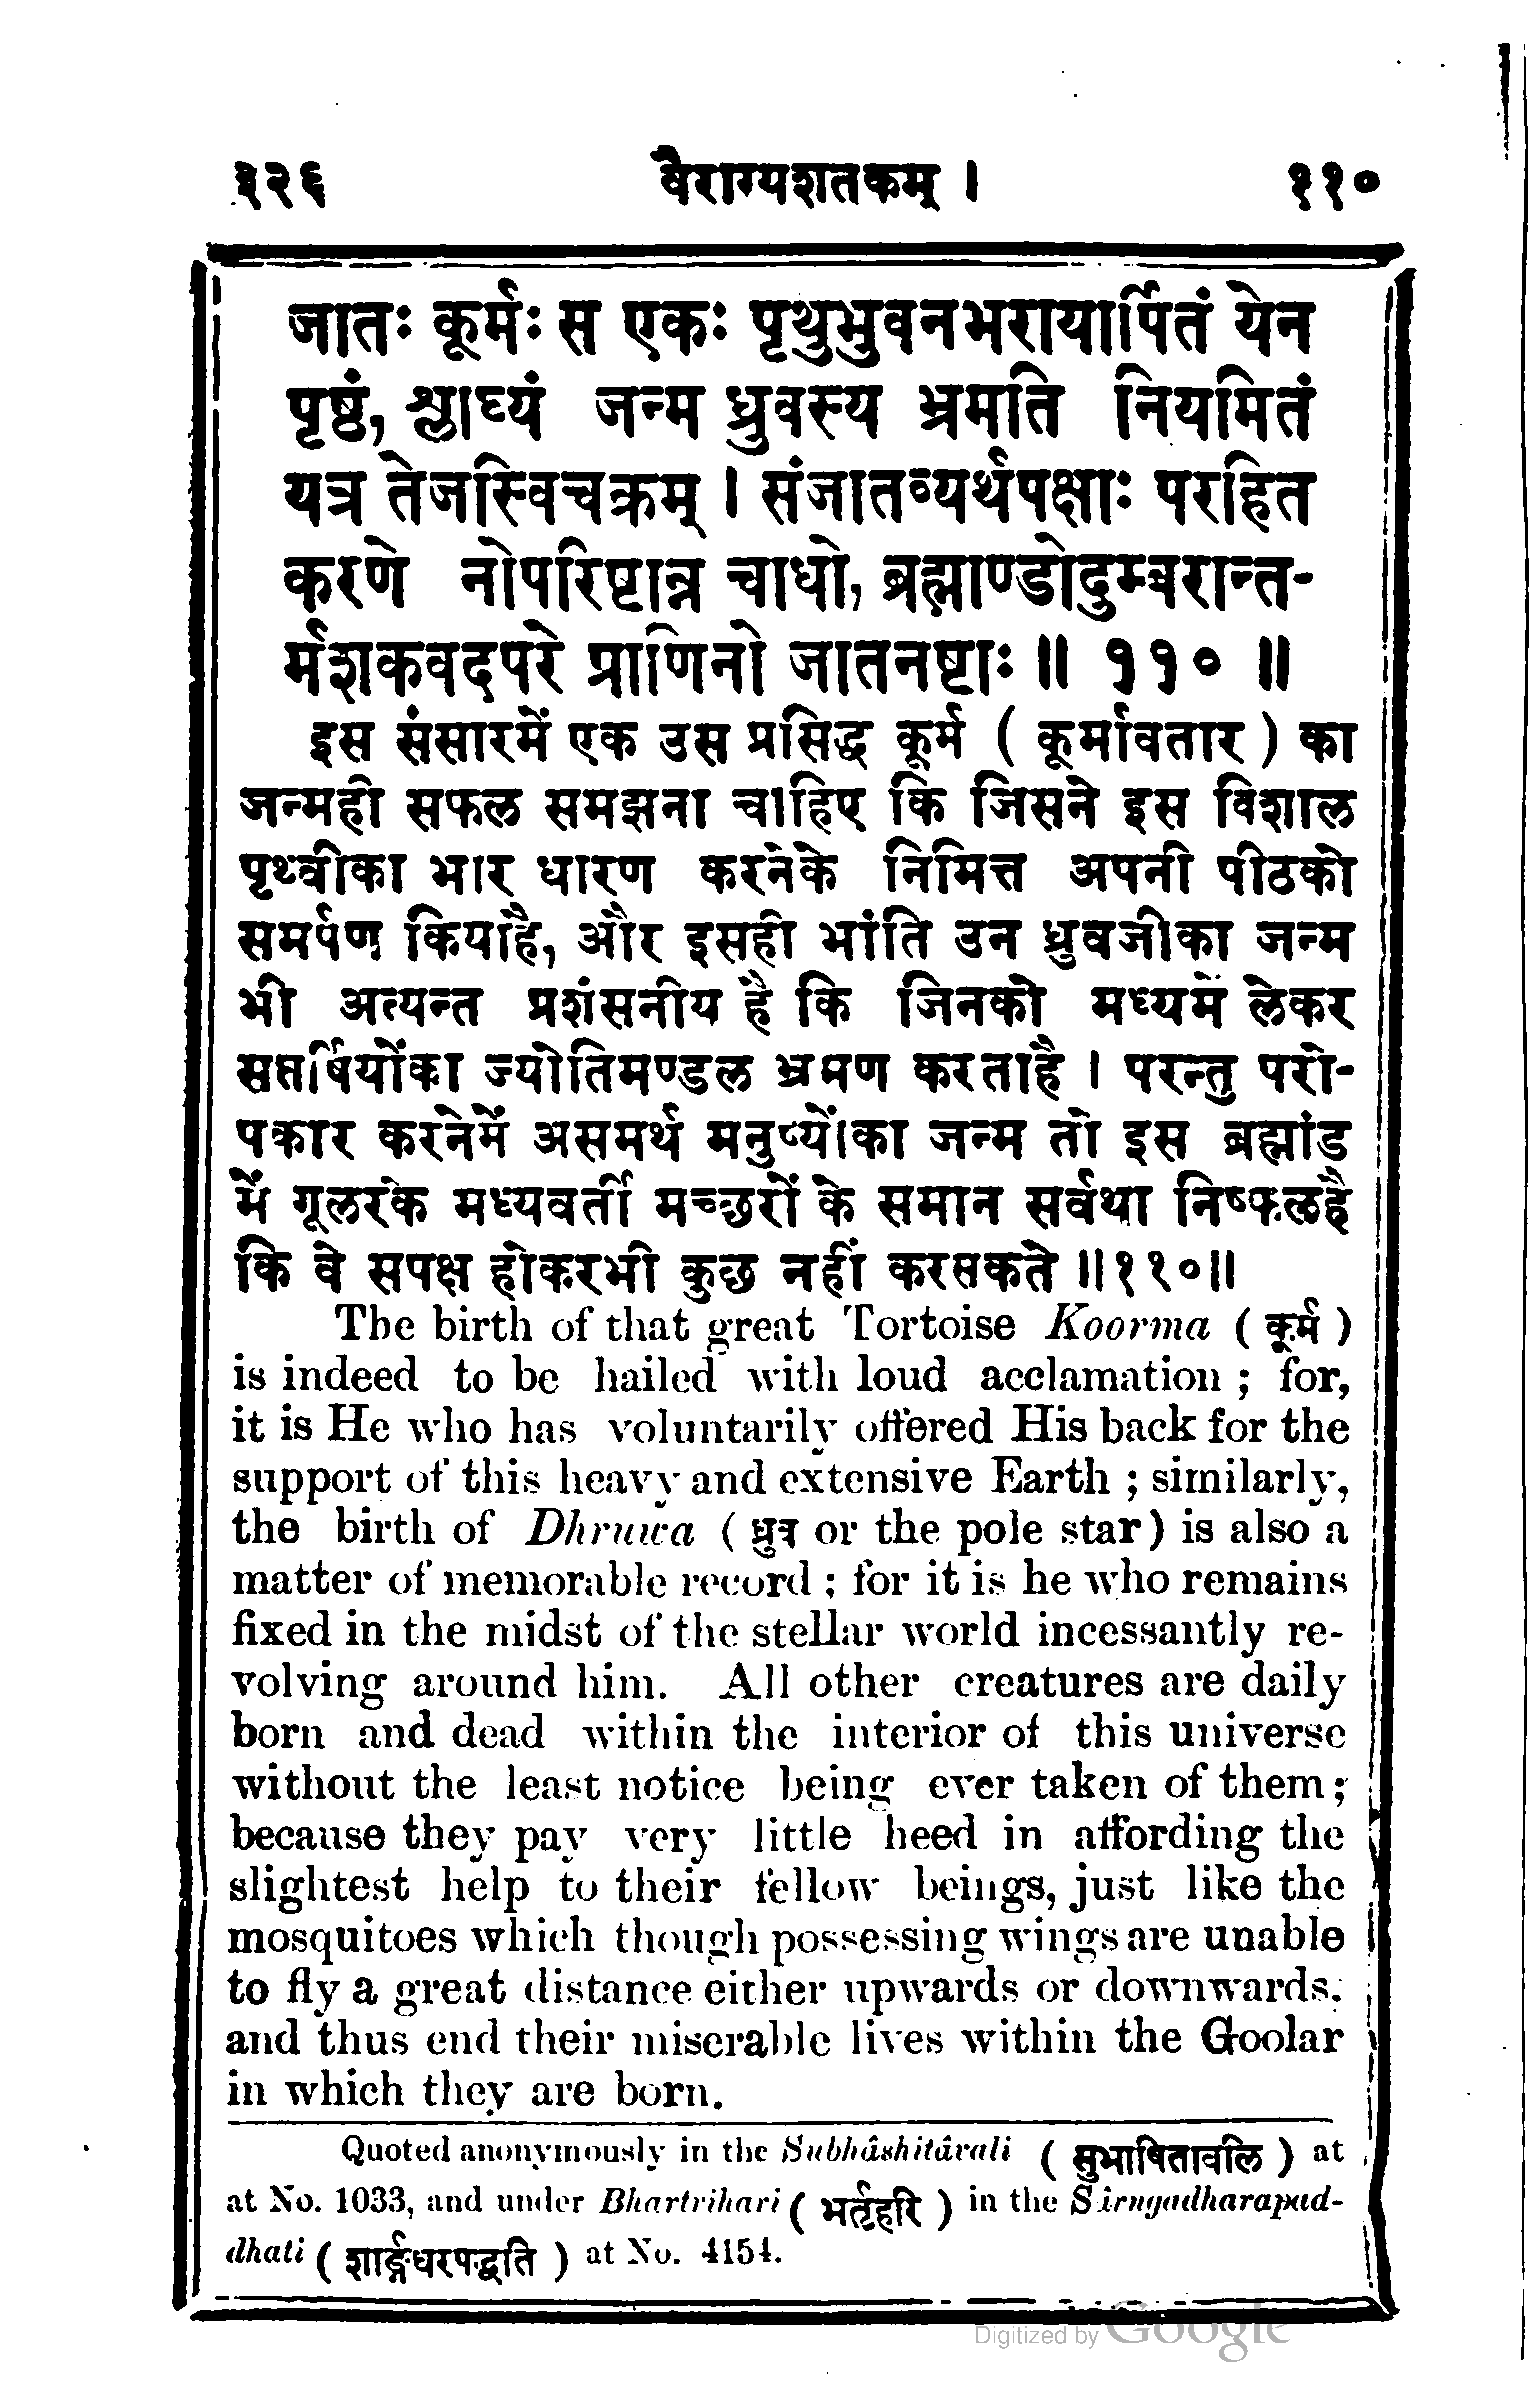 ३२६ वैराग्यशतकम् । ११०
जातः कूर्मः स एकः पृथुभुवनभरायार्पितं येन
पृष्ठं, श्लाघ्यं जन्म ध्रुवस्य भ्रमति नियमितं
यत्र तेजस्विचक्रम् । संजातव्यर्थपक्षाः परहित
करणे नोपरिष्टान्न चाधो, ब्रह्माण्डोदुम्बरान्त-
र्मशकवदपरे प्राणिनो जातनष्टाः ॥ ११० ॥
इस संसारमें एक उस प्रसिद्ध कूर्म ( कूर्मावतार ) का
जन्मही सफल समझना चाहिए कि जिसने इस विशाल
पृथ्वीका भार धारण करनेके निमित्त अपनी पीठको
समर्पण कियाहै, और इसही भांति उन ध्रुवजीका जन्म
भी अत्यन्त प्रशंसनीय है कि जिनको मध्यमें लेकर
सप्तर्षियोंका ज्योतिमण्डल भ्रमण करताहै । परन्तु परो-
पकार करनेमें असमर्थ मनुष्योंका जन्म तो इस ब्रह्मांड
में गूलरके मध्यवर्ती मच्छरों के समान सर्वथा निष्फलहै
कि वे सपक्ष होकरभी कुछ नहीं करसकते ॥११०॥
The birth of that great Tortoise Koorma ( कूर्म )
is indeed to be hailed with loud acclamation ; for,
it is He who has voluntarily offered His back for the
support of this heavy and extensive Earth ; similarly,
the birth of Dhruwa ( ध्रुव or the pole star ) is also a
matter of memorable record ; for it is he who remains
fixed in the midst of the stellar world incessantly re-
volving around him. All other creatures are daily
born and dead within the interior of this universe
without the least notice being ever taken of them ;
because they pay very little heed in affording the
slightest help to their fellow beings, just like the
mosquitoes which though possessing wings are unable
to fly a great distance either upwards or downwards.
and thus end their miserable lives within the Goolar
in which they are born.
Quoted anonymously in the Subhâshitâvali ( सुभाषितावलि ) at
at No. 1033, and under Bhartrihari ( भर्तृहरि ) in the Sirngadharapad-
dhati ( शार्ङ्गधरपद्धति ) at No. 4154.
Digitized by Google